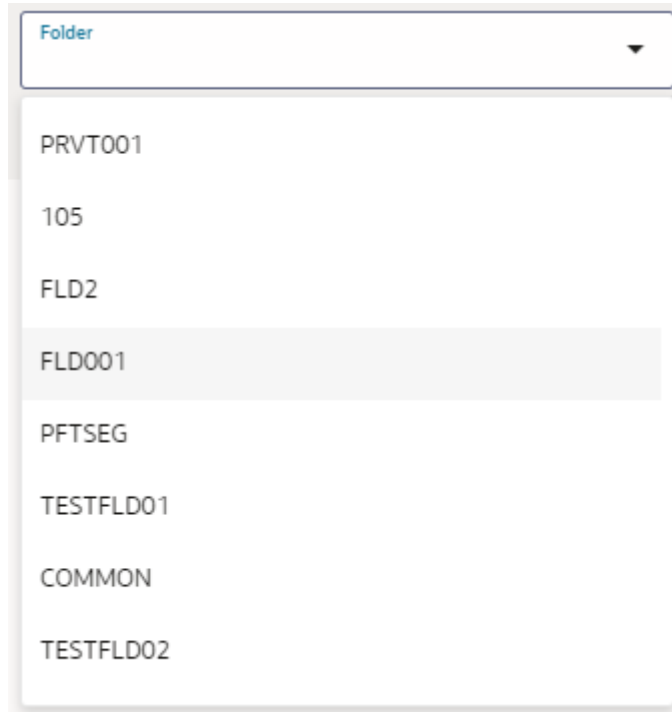 Folder
PRVT001
105
FLD2
FLD001
PFTSEG
TESTFLD01
COMMON
TESTFLD02